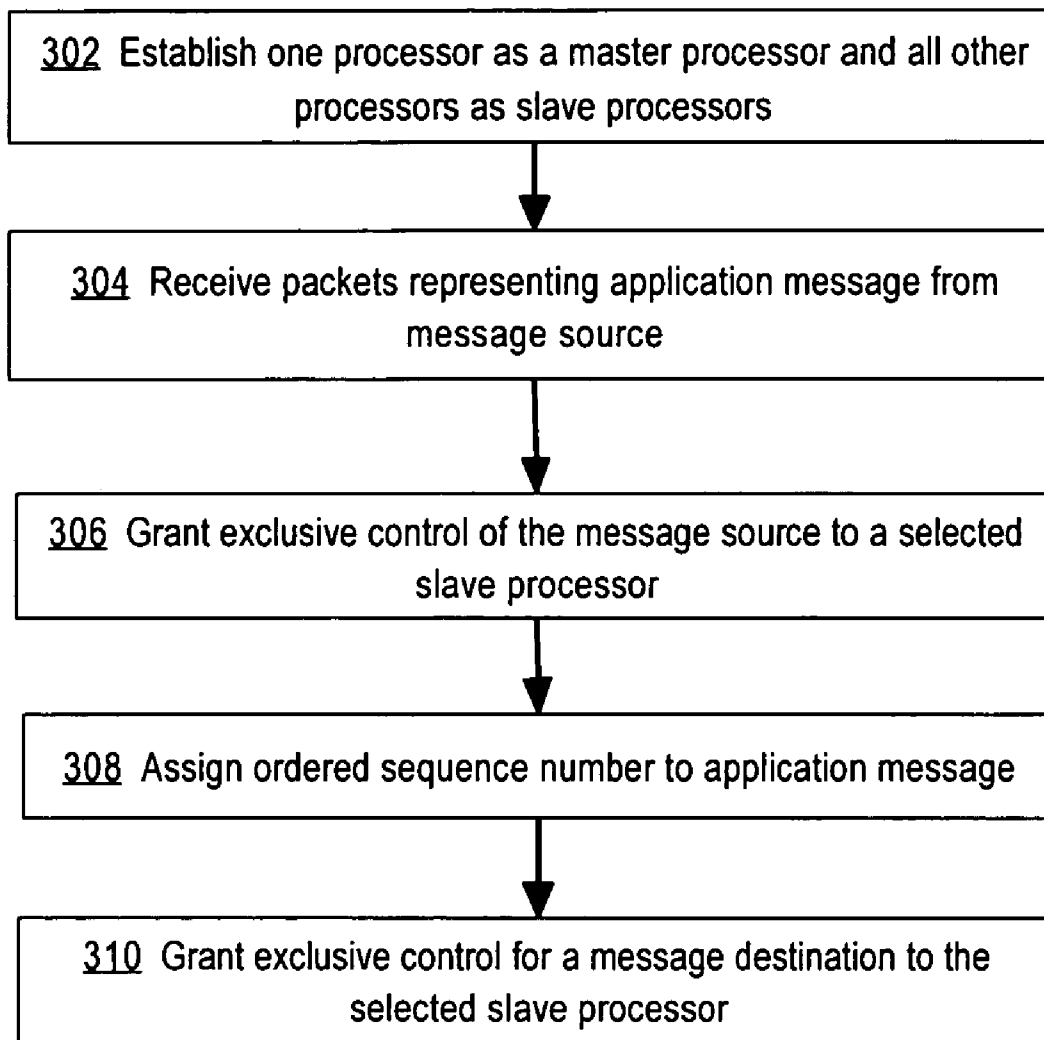 302 Establish one processor as a master processor and all other
processors as slave processors
304 Receive packets representing application message from
message source
306 Grant exclusive control of the message source to a selected
slave processor
308 Assign ordered sequence number to application message
310 Grant exclusive control for a message destination to the
selected slave processor